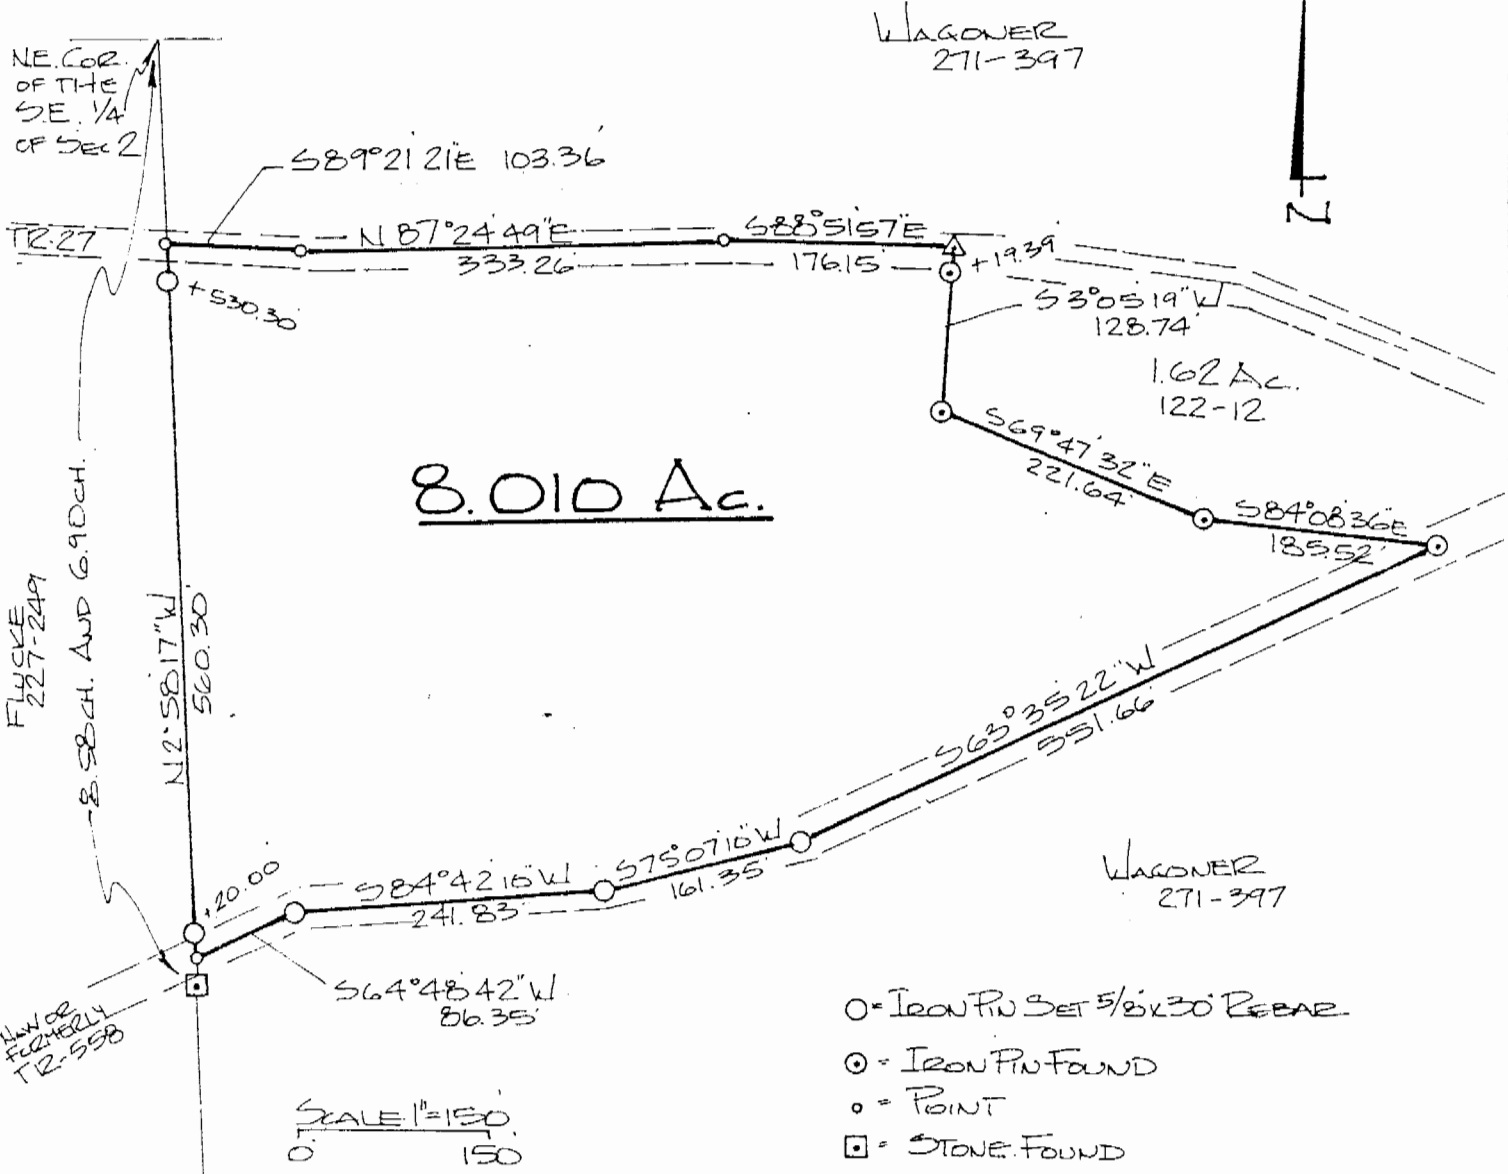 WAGONER
271-397
N.E. COR.
OF THE
S.E. 1/4
OF SEC 2
S89°21'21"E 103.36'
TR-27
N 87°24'49"E
333.26'
S88°51'57"E
176.15'
+19.39'
+530.30'
S3°05'19"W
128.74'
1.62 AC.
122-12
S69°47'32"E
221.64'
S84°08'36"E
185.52'
8.010 Ac.
N
FLUCKE
227-249
8.58CH. AND 6.90CH.
N2°58'17"W
560.30'
S63°35'22"W
551.66'
S75°07'10"W
161.35'
S84°42'10"W
241.83'
+20.00
S64°48'42"W
86.35'
NOW OR
FORMERLY
TR-558
WAGONER
271-397
SCALE 1"=150'
0' 150'
O = IRON PIN SET 5/8"x30" REBAR
⊙ = IRON PIN FOUND
o = POINT
⊡ = STONE FOUND